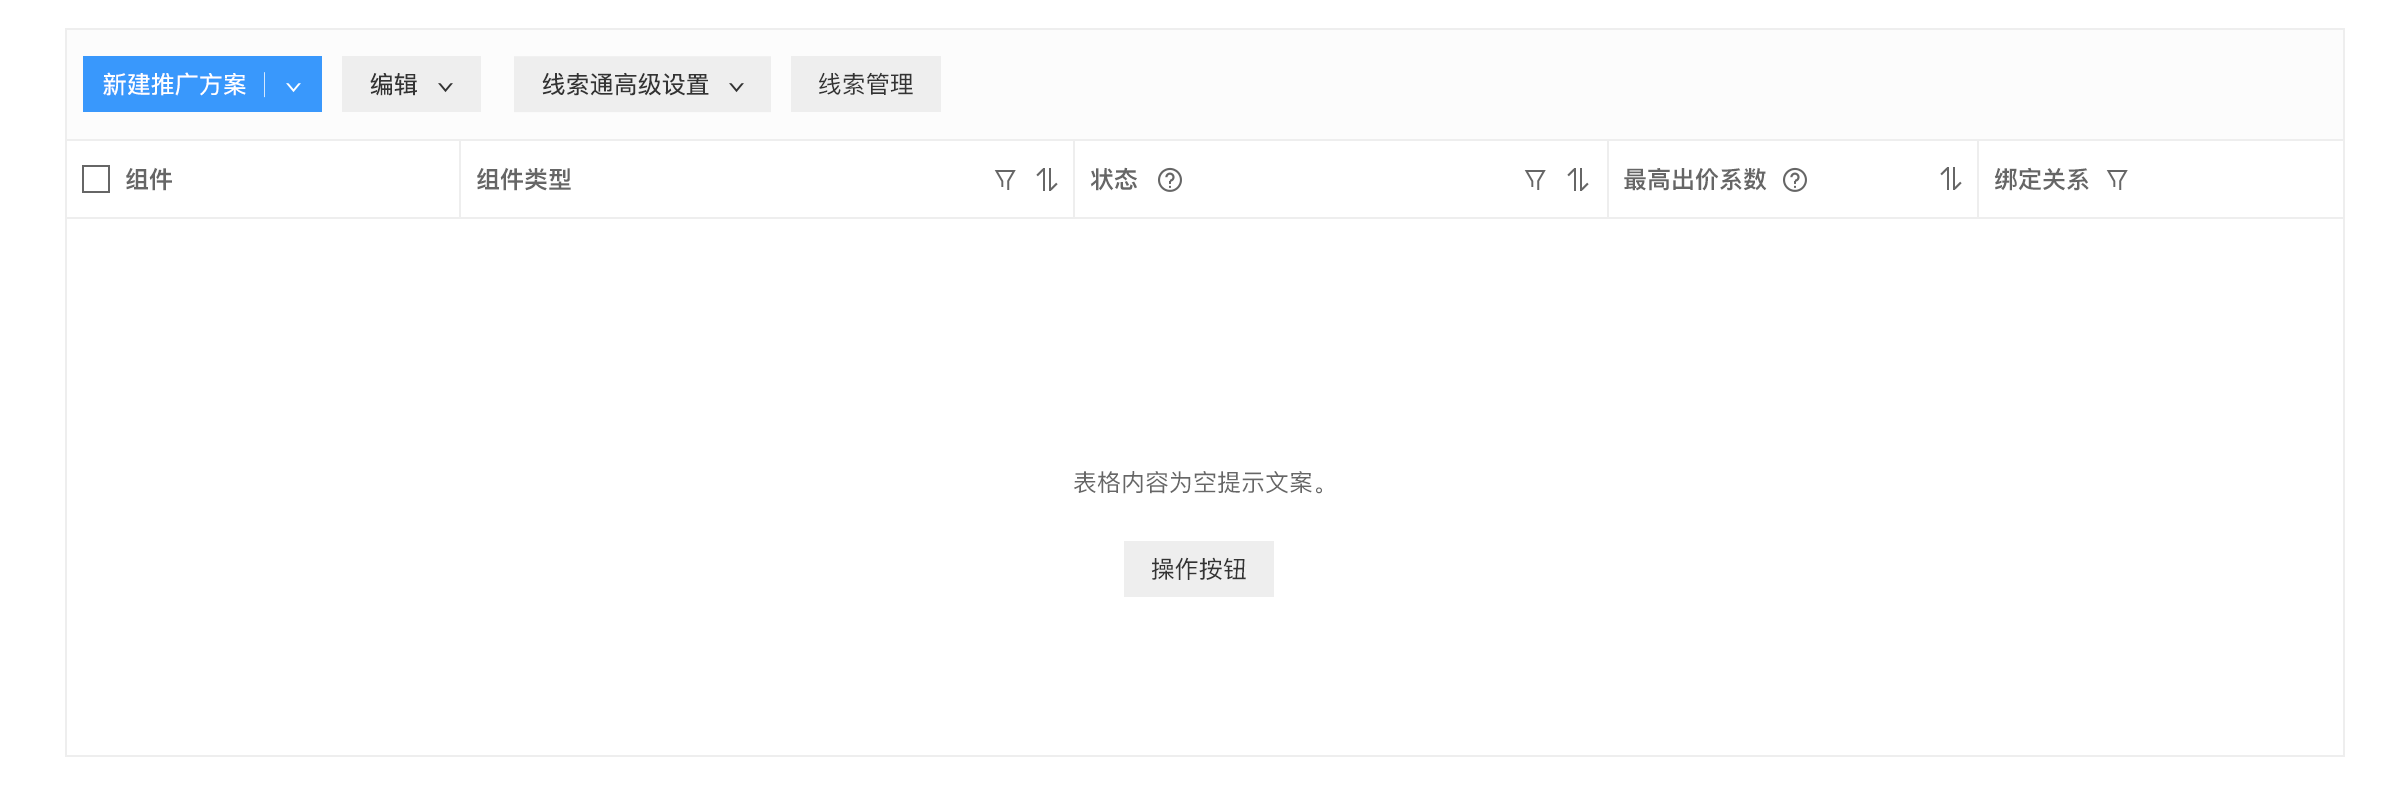 新建推广方案 编辑 线索通高级设置 线索管理
组件 组件类型 状态 最高出价系数 绑定关系
表格内容为空提示文案。
操作按钮